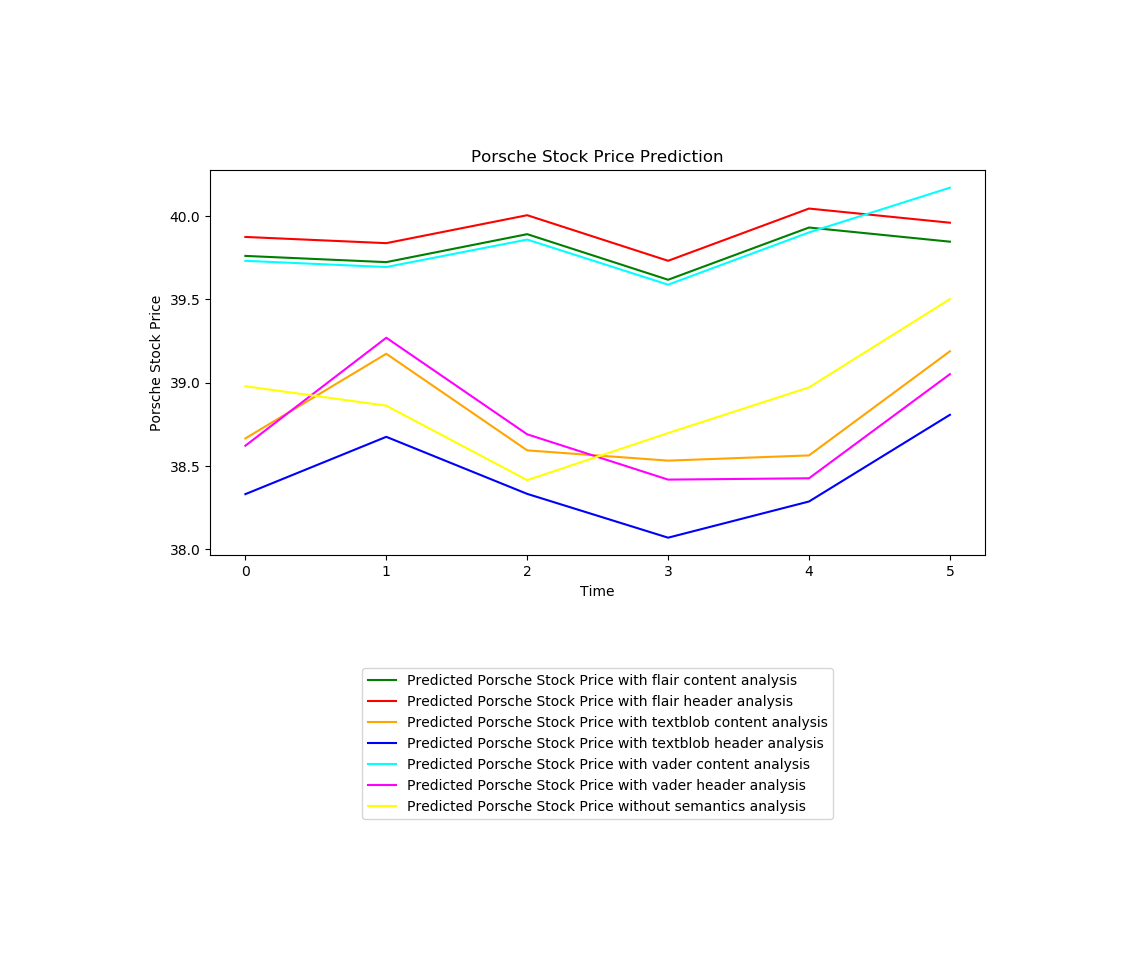 Porsche Stock Price Prediction
Porsche Stock Price
40.0
39.5
39.0
38.5
38.0
0 1 2 3 4 5
Time
Predicted Porsche Stock Price with flair content analysis
Predicted Porsche Stock Price with flair header analysis
Predicted Porsche Stock Price with textblob content analysis
Predicted Porsche Stock Price with textblob header analysis
Predicted Porsche Stock Price with vader content analysis
Predicted Porsche Stock Price with vader header analysis
Predicted Porsche Stock Price without semantics analysis